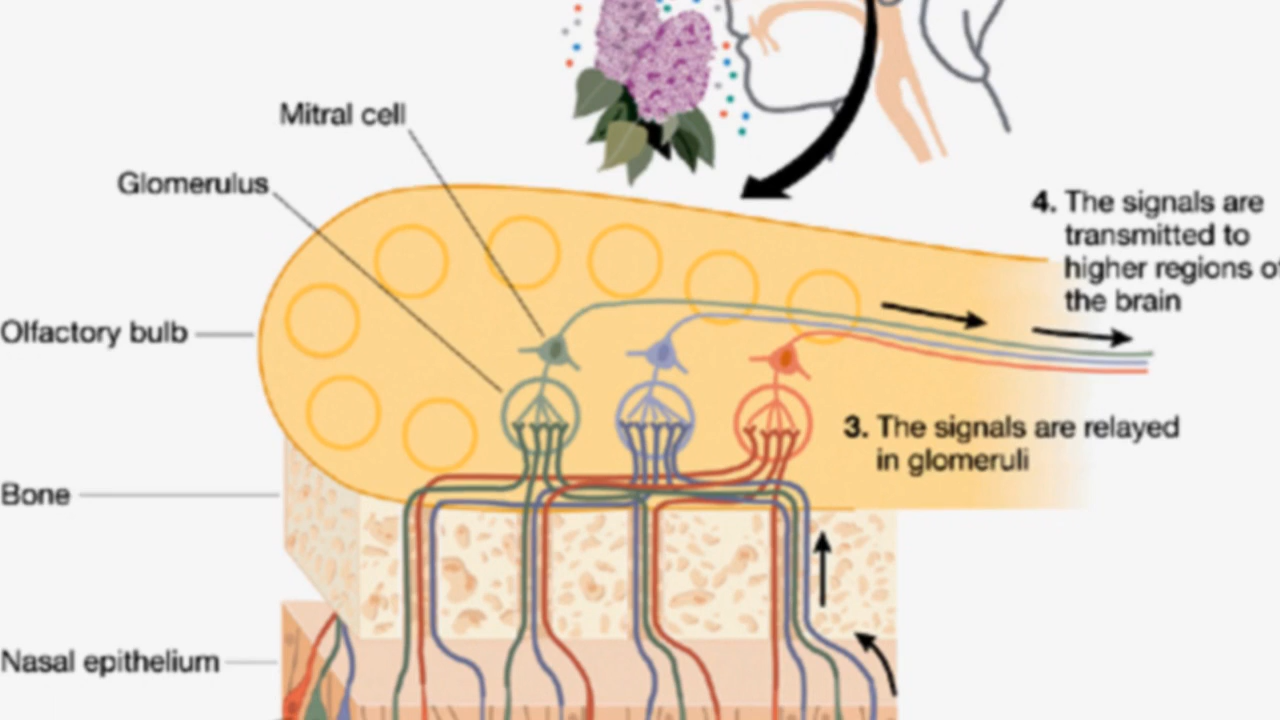 Mitral cell
Glomerulus
4. The signals are
transmitted to
higher regions of
the brain
Olfactory bulb
3. The signals are relayed
in glomeruli
Bone
Nasal epithelium